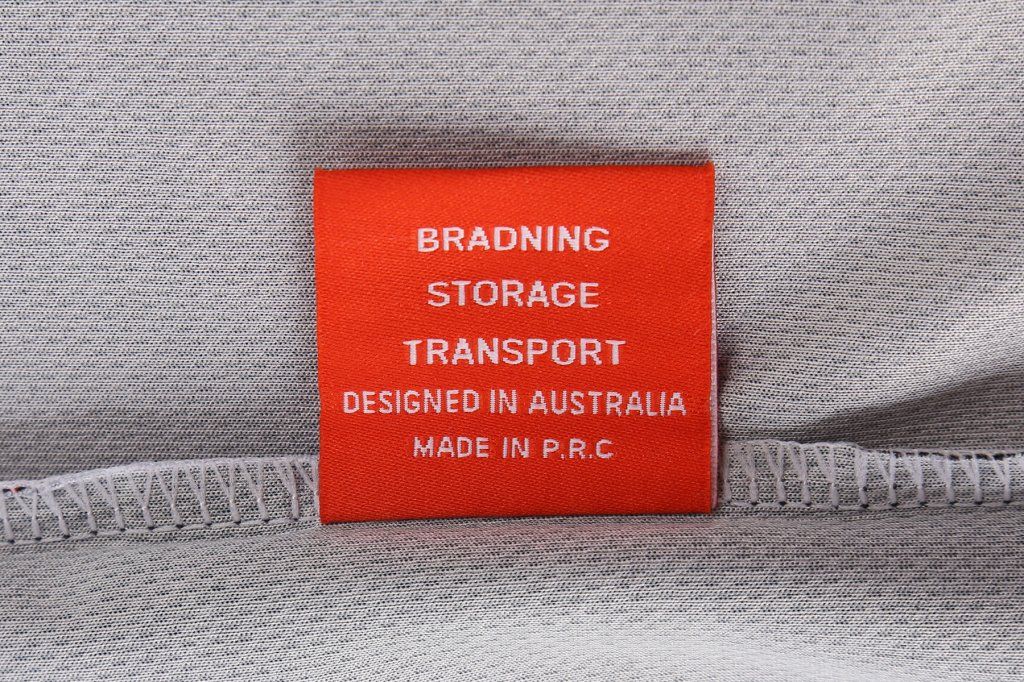 BRADNING
STORAGE
TRANSPORT
DESIGNED IN AUSTRALIA
MADE IN P.R.C